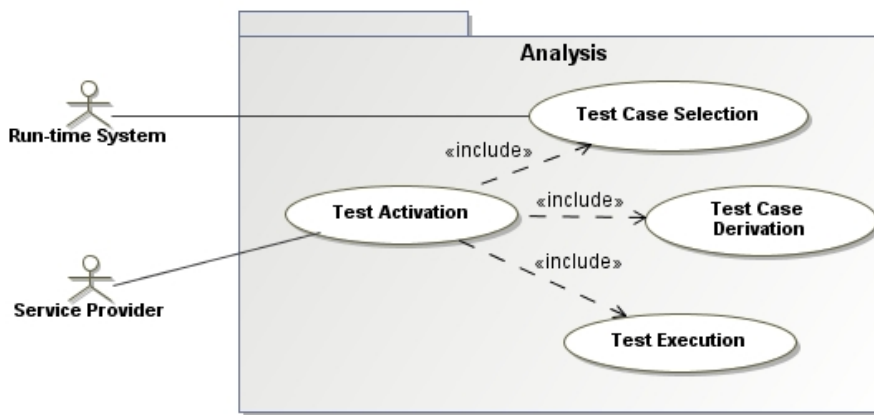 Analysis
Test Case Selection
Run-time System
«include»
Test Activation
«include»
Test Case
Derivation
«include»
Service Provider
Test Execution